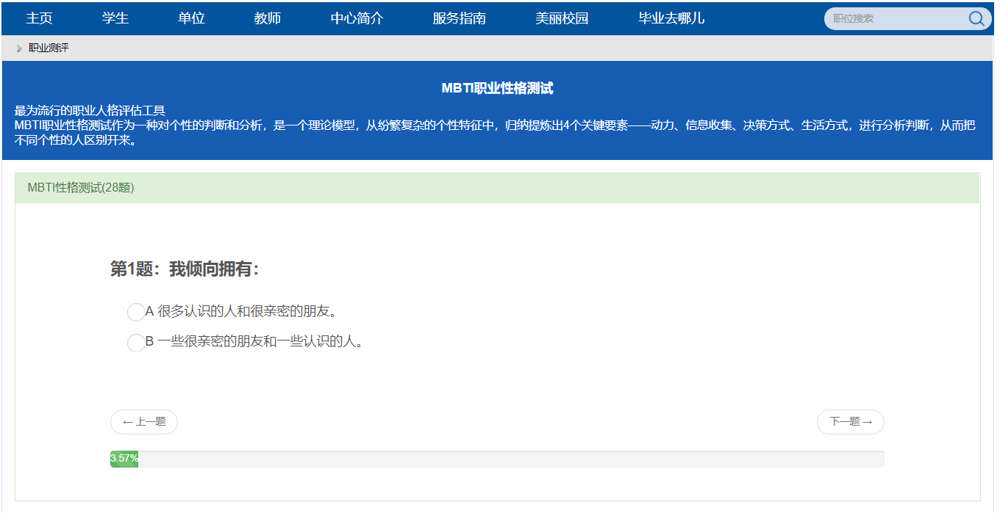 主页 学生 单位 教师 中心简介 服务指南 美丽校园 毕业去哪儿 职位搜索
职业测评
MBTI职业性格测试
最为流行的职业人格评估工具
MBTI职业性格测试作为一种对个性的判断和分析，是一个理论模型，从纷繁复杂的个性特征中，归纳提炼出4个关键要素——动力、信息收集、决策方式、生活方式，进行分析判断，从而把
不同个性的人区别开来。
MBTI性格测试(28题)
第1题：我倾向拥有：
A 很多认识的人和很亲密的朋友。
B 一些很亲密的朋友和一些认识的人。
←上一题 下一题→
3.57%